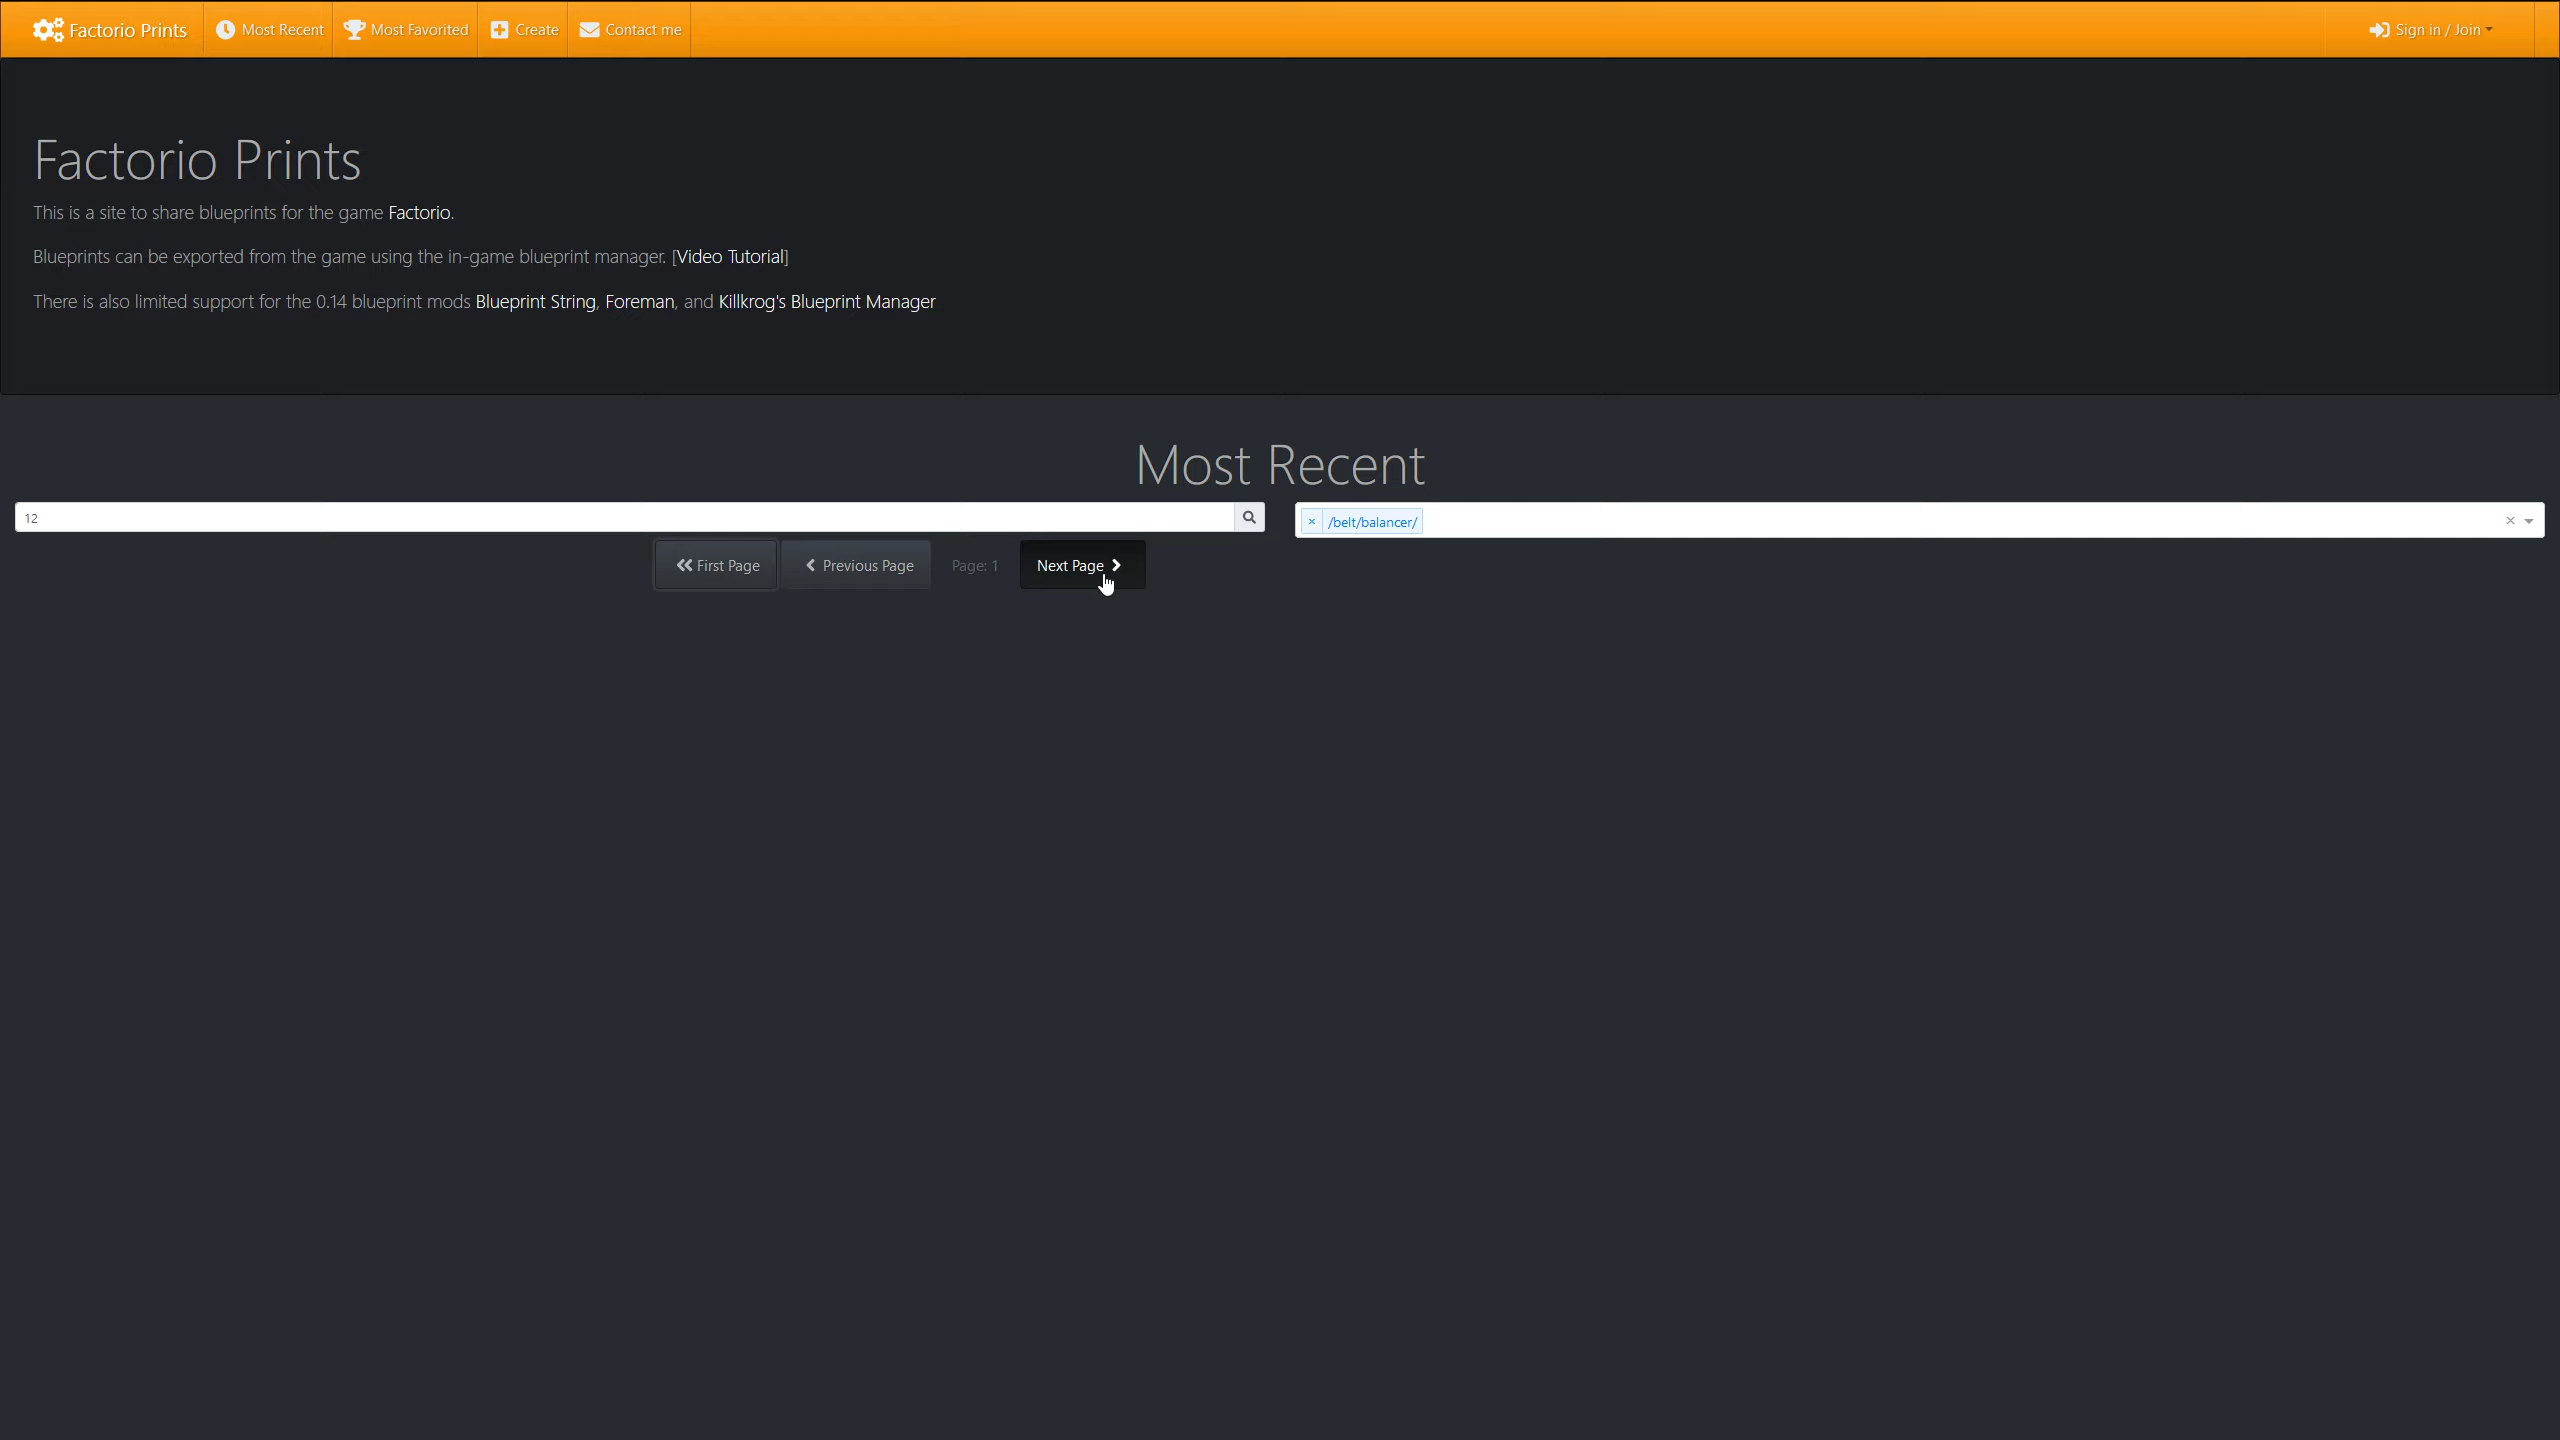 Factorio Prints Most Recent Most Favorited Create Contact me Sign in / Join
Factorio Prints
This is a site to share blueprints for the game Factorio.
Blueprints can be exported from the game using the in-game blueprint manager. [Video Tutorial]
There is also limited support for the 0.14 blueprint mods Blueprint String, Foreman, and Killkrog's Blueprint Manager
Most Recent
12
× /belt/balancer/ ×
First Page Previous Page Page: 1 Next Page